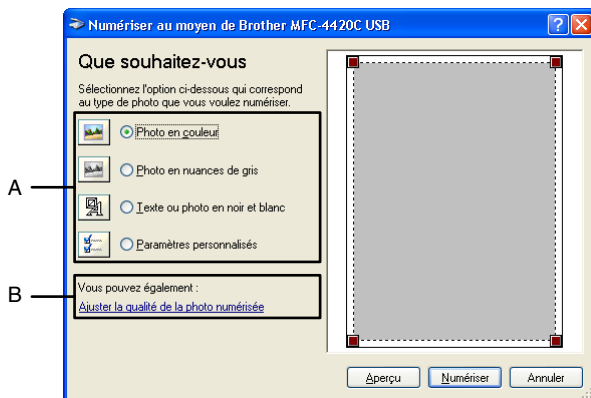 Numériser au moyen de Brother MFC-4420C USB
Que souhaitez-vous
Sélectionnez l'option ci-dessous qui correspond
au type de photo que vous voulez numériser.
A
Photo en couleur
Photo en nuances de gris
Texte ou photo en noir et blanc
Paramètres personnalisés
B
Vous pouvez également :
Ajuster la qualité de la photo numérisée
Aperçu
Numériser
Annuler